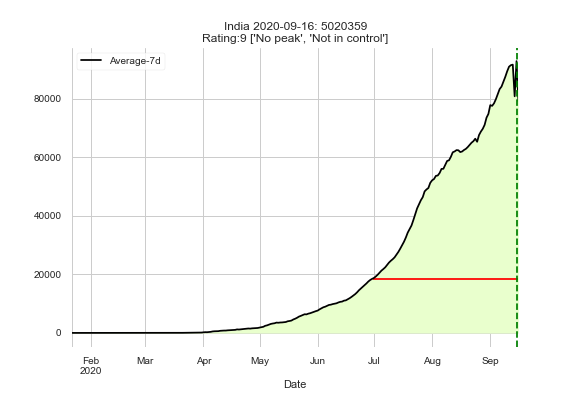 India 2020-09-16: 5020359
Rating:9 ['No peak', 'Not in control']
Average-7d
80000
60000
40000
20000
0
Feb Mar Apr May Jun Jul Aug Sep
2020
Date